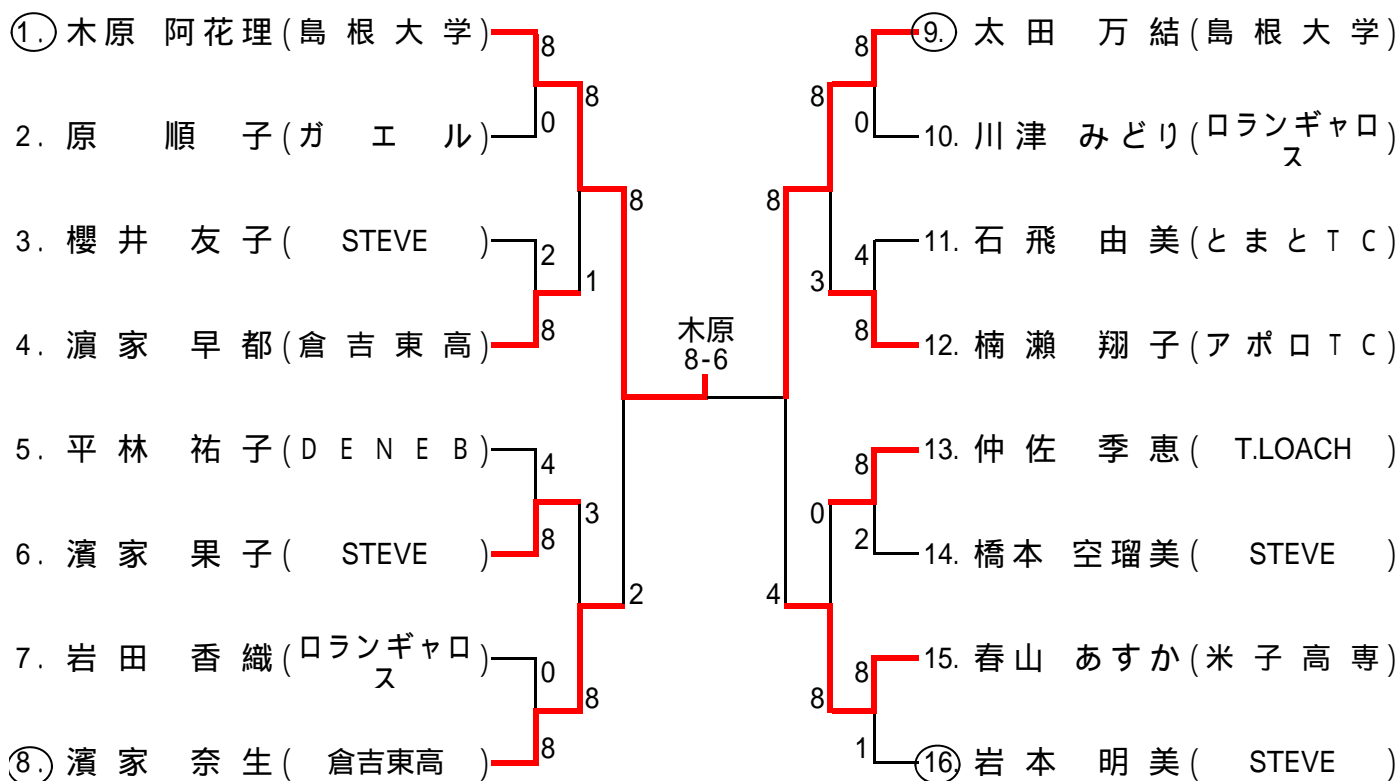 1. 木原 阿花理(島根大学)
8
0
2. 原 順子(ガエル)
8
3. 櫻井 友子(STEVE)
2
8
4. 濵家 早都(倉吉東高)
1
8
5. 平林 祐子(DENEB)
4
8
6. 濱家 果子(STEVE)
3
7. 岩田 香織(ロランギャロ
ス)
0
8
8. 濱家 奈生(倉吉東高)
8
2
木原
8-6
9. 太田 万結(島根大学)
8
0
10. 川津 みどり(ロランギャロ
ス)
8
11. 石飛 由美(とまとTC)
4
8
12. 楠瀬 翔子(アポロTC)
3
8
13. 仲佐 季恵(T.LOACH)
8
2
14. 橋本 空瑠美(STEVE)
0
15. 春山 あすか(米子高専)
8
1
16. 岩本 明美(STEVE)
8
4